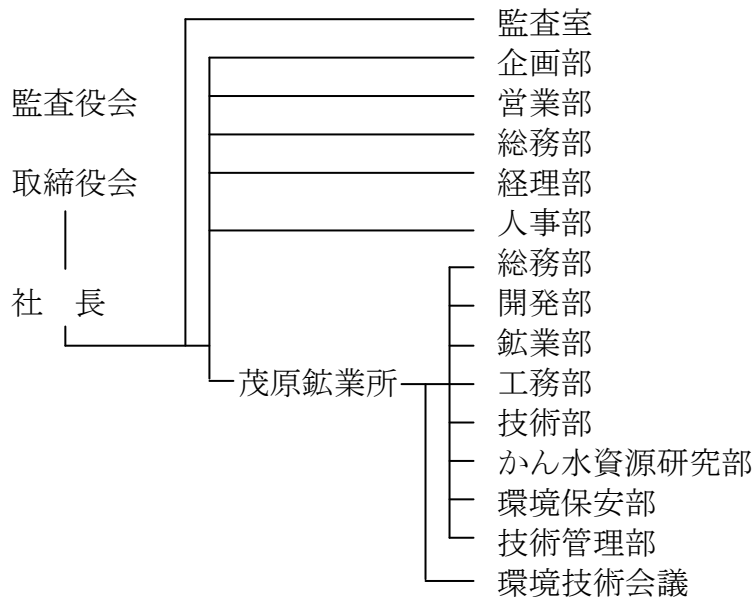 監査役会
取締役会
社　長
監査室
企画部
営業部
総務部
経理部
人事部
茂原鉱業所
総務部
開発部
鉱業部
工務部
技術部
かん水資源研究部
環境保安部
技術管理部
環境技術会議